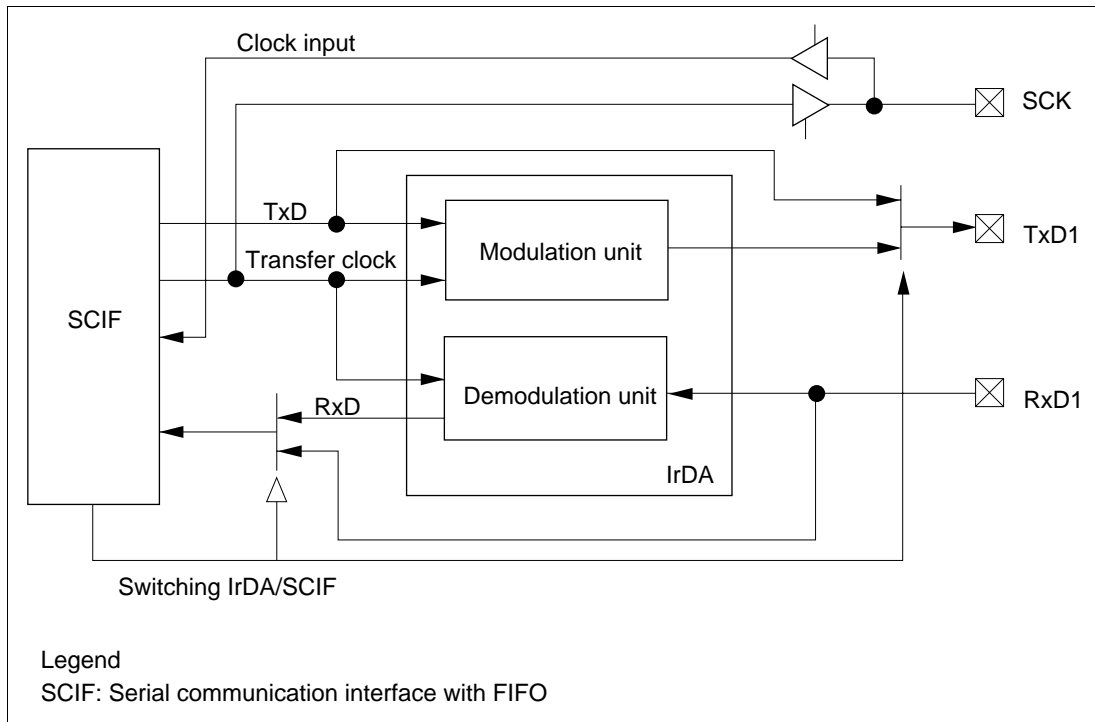 Clock input
SCK
TxD
TxD1
Transfer clock
Modulation unit
SCIF
Demodulation unit
RxD
RxD1
IrDA
Switching IrDA/SCIF
Legend
SCIF: Serial communication interface with FIFO